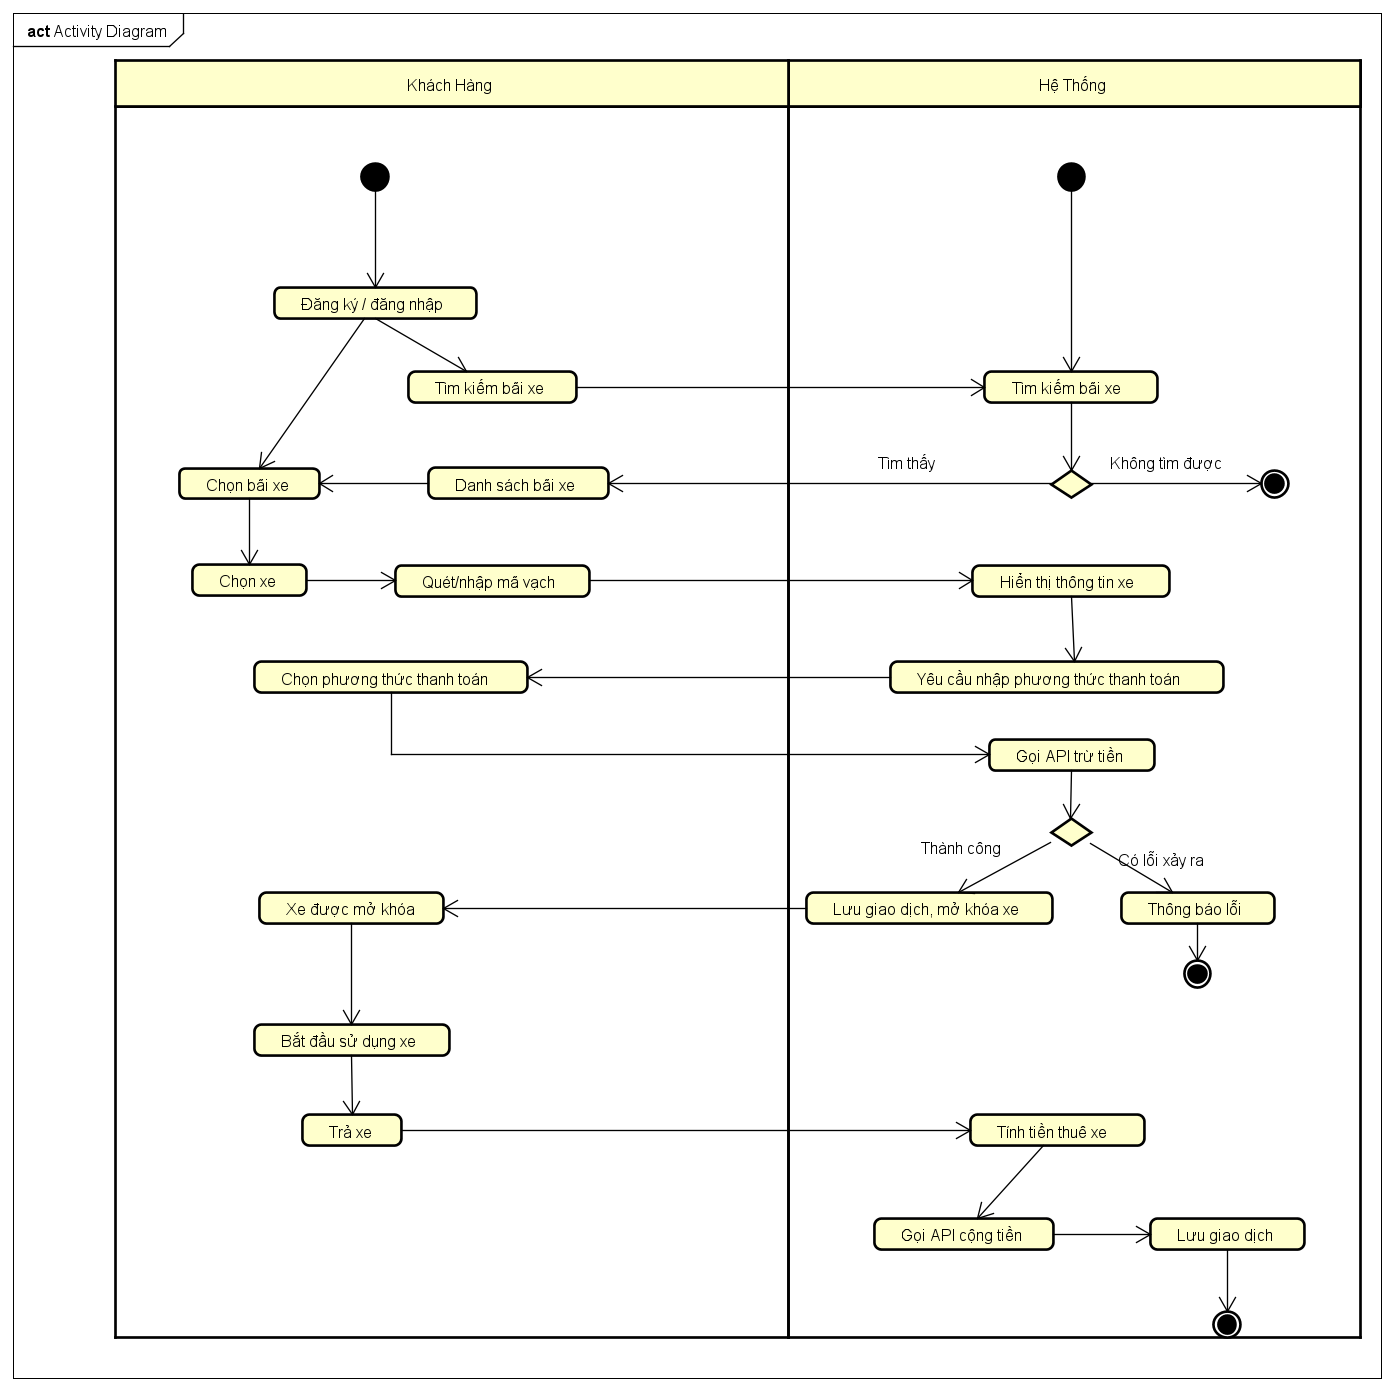 act Activity Diagram
Khách Hàng
Hệ Thống
Đăng ký / đăng nhập
Tìm kiếm bãi xe
Tìm kiếm bãi xe
Tìm thấy
Không tìm được
Chọn bãi xe
Danh sách bãi xe
Chọn xe
Quét/nhập mã vạch
Hiển thị thông tin xe
Chọn phương thức thanh toán
Yêu cầu nhập phương thức thanh toán
Gọi API trừ tiền
Thành công
Có lỗi xảy ra
Xe được mở khóa
Lưu giao dịch, mở khóa xe
Thông báo lỗi
Bắt đầu sử dụng xe
Trả xe
Tính tiền thuê xe
Gọi API cộng tiền
Lưu giao dịch